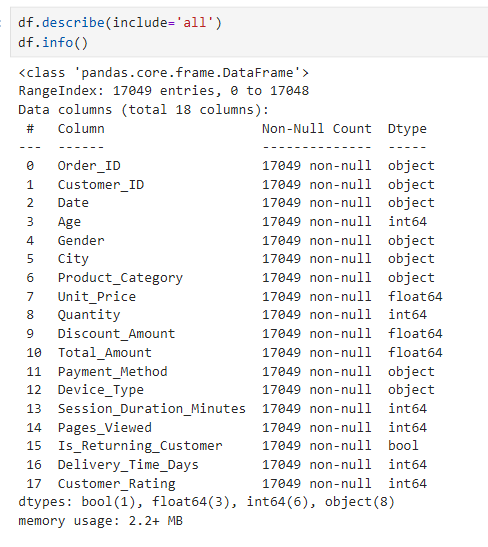 df.describe(include='all')
df.info()
<class 'pandas.core.frame.DataFrame'>
RangeIndex: 17049 entries, 0 to 17048
Data columns (total 18 columns):
 #   Column                    Non-Null Count  Dtype
---  ------                    --------------  -----
 0   Order_ID                  17049 non-null  object
 1   Customer_ID               17049 non-null  object
 2   Date                      17049 non-null  object
 3   Age                       17049 non-null  int64
 4   Gender                    17049 non-null  object
 5   City                      17049 non-null  object
 6   Product_Category          17049 non-null  object
 7   Unit_Price                17049 non-null  float64
 8   Quantity                  17049 non-null  int64
 9   Discount_Amount           17049 non-null  float64
 10  Total_Amount              17049 non-null  float64
 11  Payment_Method            17049 non-null  object
 12  Device_Type               17049 non-null  object
 13  Session_Duration_Minutes  17049 non-null  int64
 14  Pages_Viewed              17049 non-null  int64
 15  Is_Returning_Customer     17049 non-null  bool
 16  Delivery_Time_Days        17049 non-null  int64
 17  Customer_Rating           17049 non-null  int64
dtypes: bool(1), float64(3), int64(6), object(8)
memory usage: 2.2+ MB